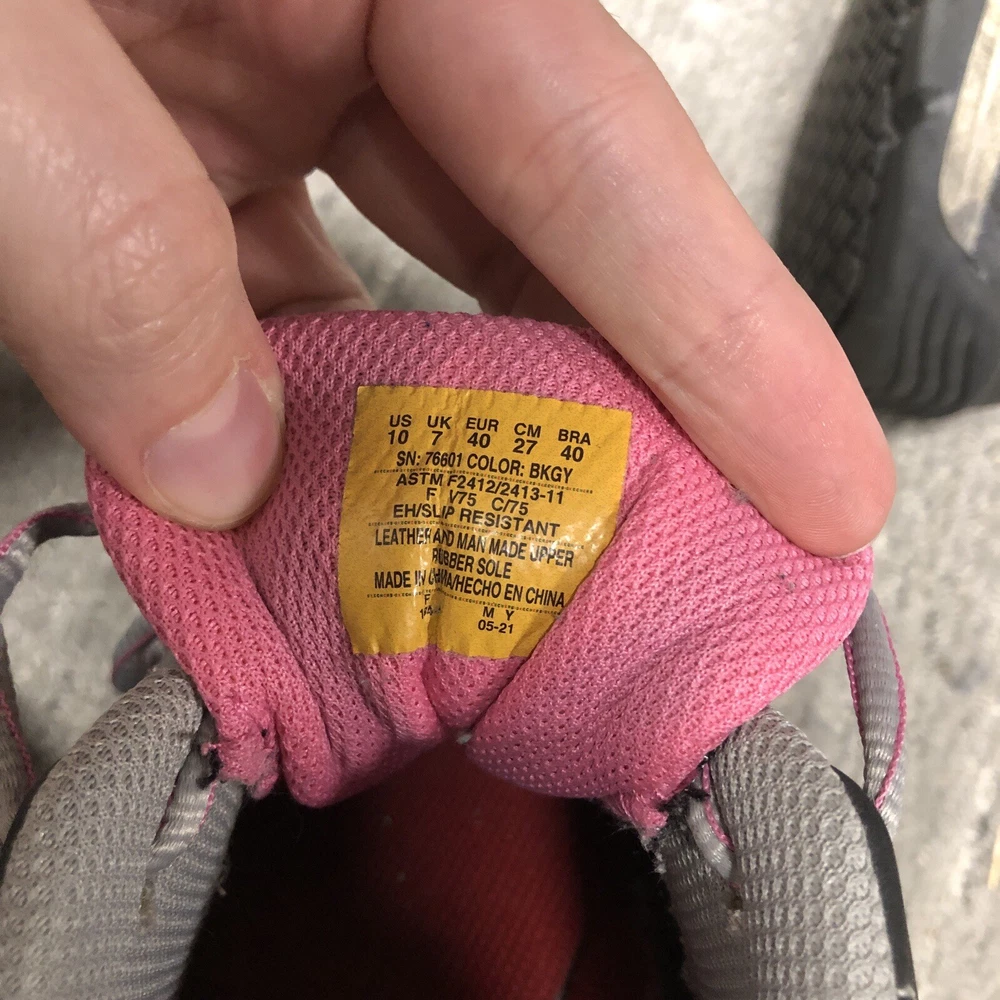 US UK EUR CM BRA
10 7 40 27 40
SN: 76601 COLOR: BKGY
ASTM F2412/2413-11
F I/75 C/75
EH/SLIP RESISTANT
LEATHER AND MAN MADE UPPER
RUBBER SOLE
MADE IN CHINA/HECHO EN CHINA
F M Y
05-21